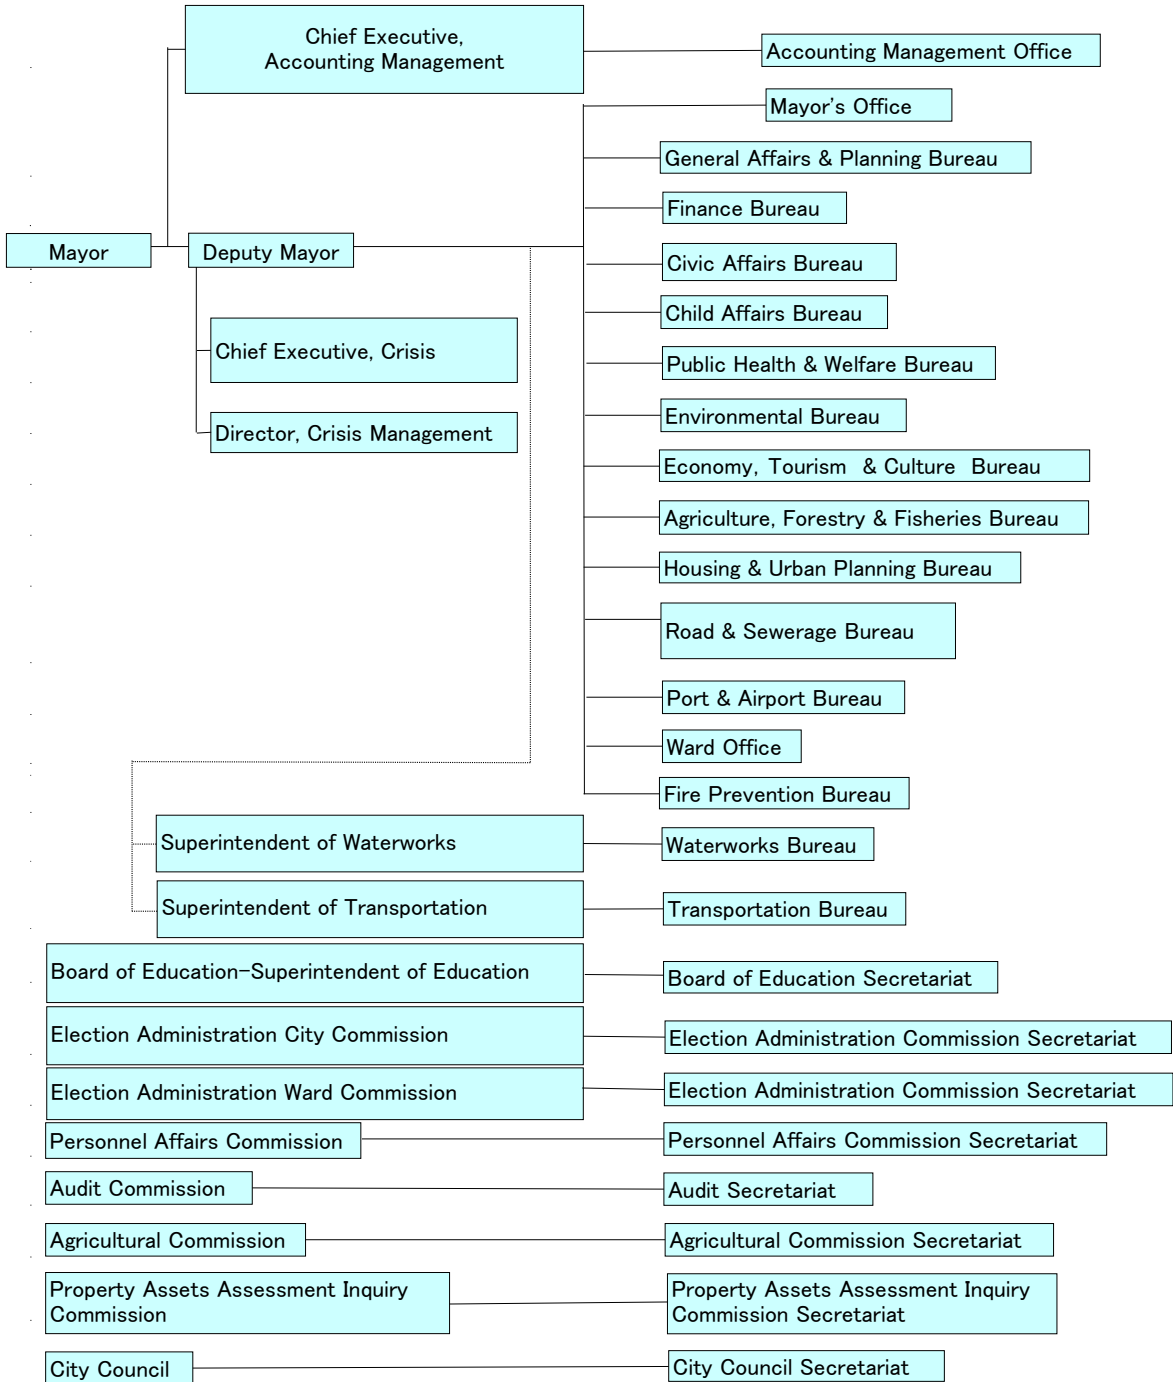 Chief Executive,
Accounting Management
Accounting Management Office
Mayor's Office
General Affairs & Planning Bureau
Finance Bureau
Mayor
Deputy Mayor
Civic Affairs Bureau
Child Affairs Bureau
Chief Executive, Crisis
Public Health & Welfare Bureau
Environmental Bureau
Director, Crisis Management
Economy, Tourism & Culture Bureau
Agriculture, Forestry & Fisheries Bureau
Housing & Urban Planning Bureau
Road & Sewerage Bureau
Port & Airport Bureau
Ward Office
Fire Prevention Bureau
Superintendent of Waterworks
Waterworks Bureau
Superintendent of Transportation
Transportation Bureau
Board of Education-Superintendent of Education
Board of Education Secretariat
Election Administration City Commission
Election Administration Commission Secretariat
Election Administration Ward Commission
Election Administration Commission Secretariat
Personnel Affairs Commission
Personnel Affairs Commission Secretariat
Audit Commission
Audit Secretariat
Agricultural Commission
Agricultural Commission Secretariat
Property Assets Assessment Inquiry
Commission
Property Assets Assessment Inquiry
Commission Secretariat
City Council
City Council Secretariat